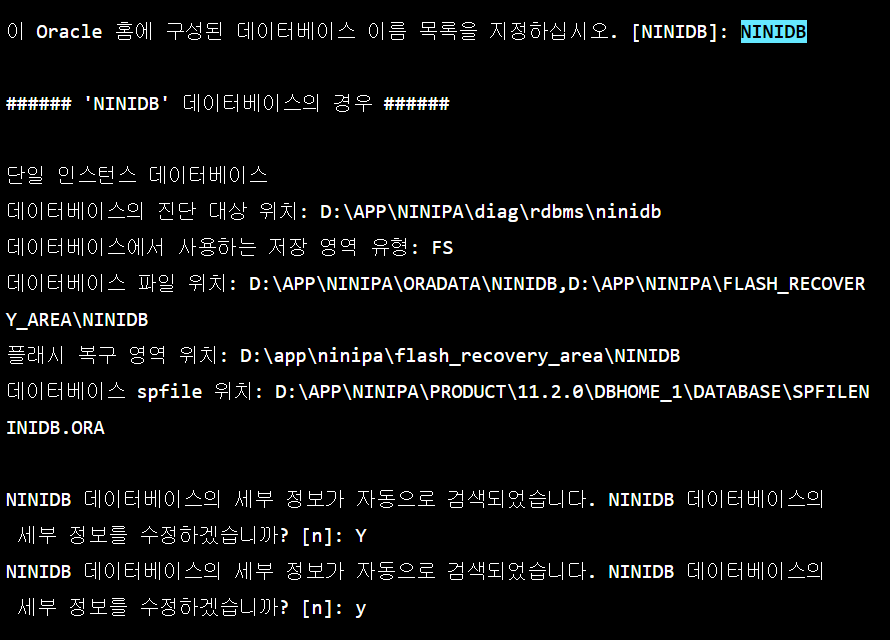 이 Oracle 홈에 구성된 데이터베이스 이름 목록을 지정하십시오. [NINIDB]: NINIDB
###### 'NINIDB' 데이터베이스의 경우 ######
단일 인스턴스 데이터베이스
데이터베이스의 진단 대상 위치: D:\APP\NINIPA\diag\rdbms\ninidb
데이터베이스에서 사용하는 저장 영역 유형: FS
데이터베이스 파일 위치: D:\APP\NINIPA\ORADATA\NINIDB,D:\APP\NINIPA\FLASH_RECOVER
Y_AREA\NINIDB
플래시 복구 영역 위치: D:\app\ninipa\flash_recovery_area\NINIDB
데이터베이스 spfile 위치: D:\APP\NINIPA\PRODUCT\11.2.0\DBHOME_1\DATABASE\SPFILEN
INIDB.ORA
NINIDB 데이터베이스의 세부 정보가 자동으로 검색되었습니다. NINIDB 데이터베이스의
세부 정보를 수정하겠습니까? [n]: Y
NINIDB 데이터베이스의 세부 정보가 자동으로 검색되었습니다. NINIDB 데이터베이스의
세부 정보를 수정하겠습니까? [n]: y